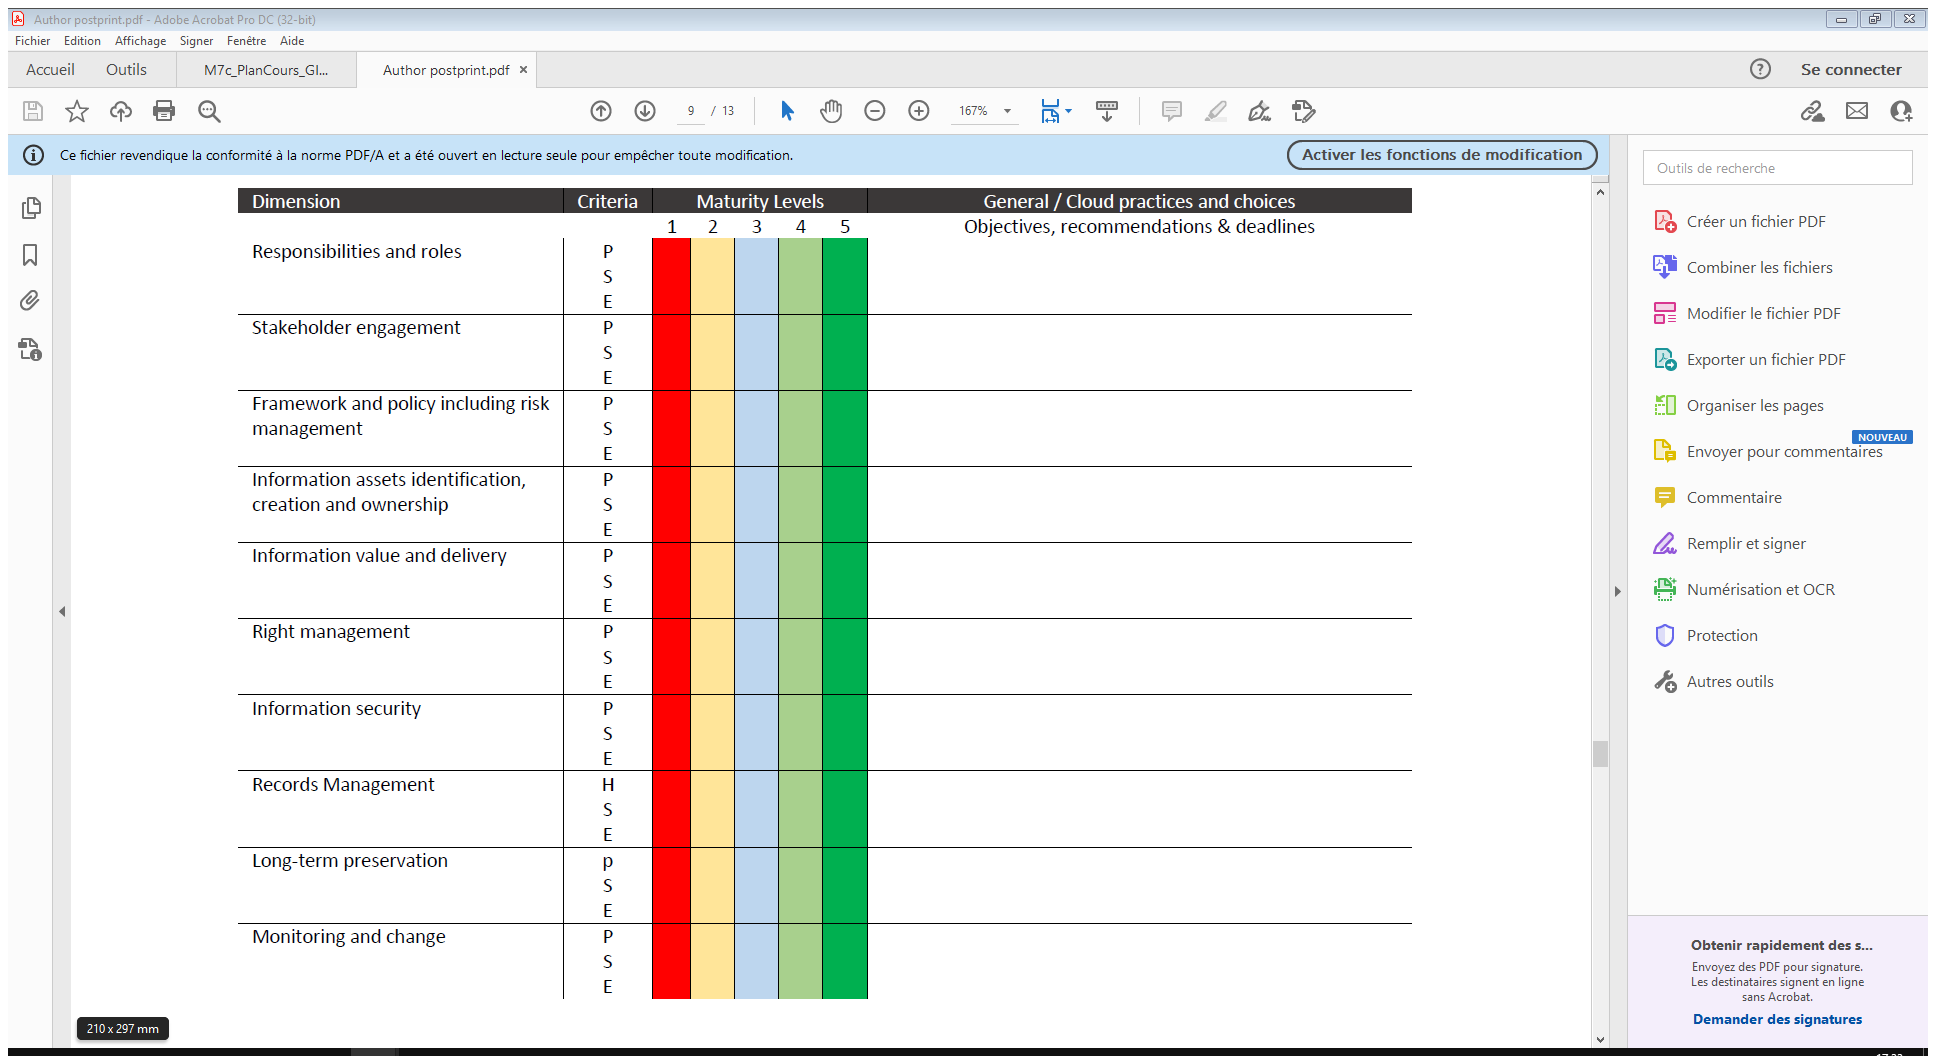 Author postprint.pdf - Adobe Acrobat Pro DC (32-bit)
Fichier Edition Affichage Signer Fenêtre Aide
Accueil Outils M7c_PlanCours_GI... Author postprint.pdf × Se connecter
9 / 13 167%
Ce fichier revendique la conformité à la norme PDF/A et a été ouvert en lecture seule pour empêcher toute modification. Activer les fonctions de modification
Dimension Criteria Maturity Levels General / Cloud practices and choices
1 2 3 4 5 Objectives, recommendations & deadlines
Responsibilities and roles P
S
E
Stakeholder engagement P
S
E
Framework and policy including risk P
management S
E
Information assets identification, P
creation and ownership S
E
Information value and delivery P
S
E
Right management P
S
E
Information security P
S
E
Records Management H
S
E
Long-term preservation p
S
E
Monitoring and change P
S
E
210 x 297 mm
Outils de recherche
Créer un fichier PDF
Combiner les fichiers
Modifier le fichier PDF
Exporter un fichier PDF
Organiser les pages
NOUVEAU
Envoyer pour commentaires
Commentaire
Remplir et signer
Numérisation et OCR
Protection
Autres outils
Obtenir rapidement des s...
Envoyez des PDF pour signature.
Les destinataires signent en ligne
sans Acrobat.
Demander des signatures